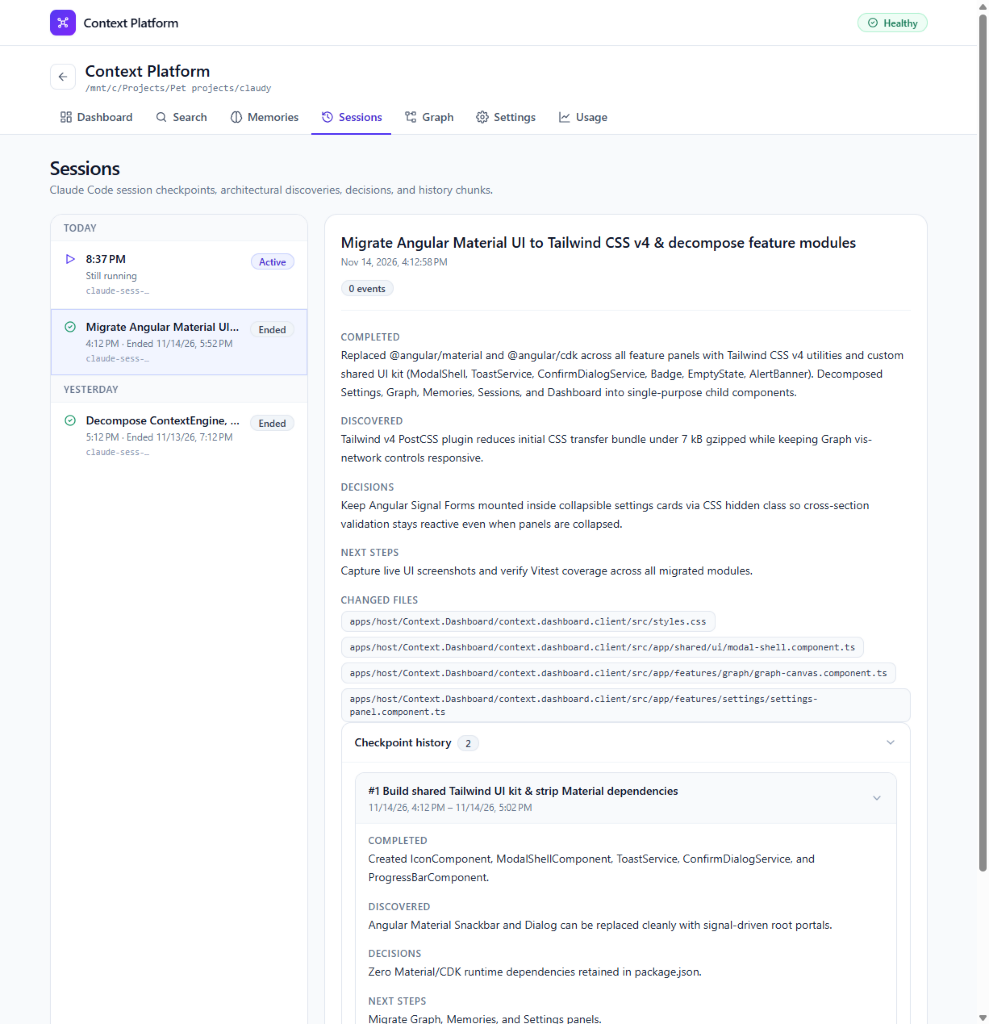 Context Platform
Healthy
Context Platform
/mnt/c/Projects/Pet projects/claudy
Dashboard
Search
Memories
Sessions
Graph
Settings
Usage
Sessions
Claude Code session checkpoints, architectural discoveries, decisions, and history chunks.
TODAY
8:37 PM
Active
Still running
claude-sess-…
Migrate Angular Material UI...
Ended
4:12 PM · Ended 11/14/26, 5:52 PM
claude-sess-…
YESTERDAY
Decompose ContextEngine, ...
Ended
5:12 PM · Ended 11/13/26, 7:12 PM
claude-sess-…
Migrate Angular Material UI to Tailwind CSS v4 & decompose feature modules
Nov 14, 2026, 4:12:58 PM
0 events
COMPLETED
Replaced @angular/material and @angular/cdk across all feature panels with Tailwind CSS v4 utilities and custom
shared UI kit (ModalShell, ToastService, ConfirmDialogService, Badge, EmptyState, AlertBanner). Decomposed
Settings, Graph, Memories, Sessions, and Dashboard into single-purpose child components.
DISCOVERED
Tailwind v4 PostCSS plugin reduces initial CSS transfer bundle under 7 kB gzipped while keeping Graph vis-
network controls responsive.
DECISIONS
Keep Angular Signal Forms mounted inside collapsible settings cards via CSS hidden class so cross-section
validation stays reactive even when panels are collapsed.
NEXT STEPS
Capture live UI screenshots and verify Vitest coverage across all migrated modules.
CHANGED FILES
apps/host/Context.Dashboard/context.dashboard.client/src/styles.css
apps/host/Context.Dashboard/context.dashboard.client/src/app/shared/ui/modal-shell.component.ts
apps/host/Context.Dashboard/context.dashboard.client/src/app/features/graph/graph-canvas.component.ts
apps/host/Context.Dashboard/context.dashboard.client/src/app/features/settings/settings-
panel.component.ts
Checkpoint history 2
#1 Build shared Tailwind UI kit & strip Material dependencies
11/14/26, 4:12 PM – 11/14/26, 5:02 PM
COMPLETED
Created IconComponent, ModalShellComponent, ToastService, ConfirmDialogService, and
ProgressBarComponent.
DISCOVERED
Angular Material Snackbar and Dialog can be replaced cleanly with signal-driven root portals.
DECISIONS
Zero Material/CDK runtime dependencies retained in package.json.
NEXT STEPS
Migrate Graph, Memories, and Settings panels.